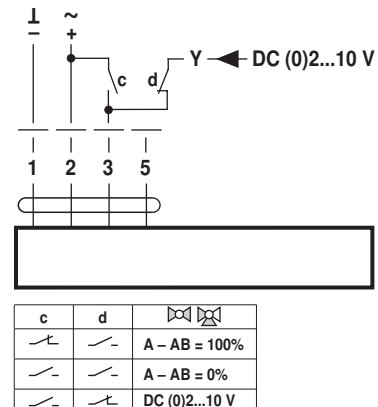 ⊥ ~
– +
c d Y DC (0)2...10 V
1 2 3 5
c d
A – AB = 100%
A – AB = 0%
DC (0)2...10 V